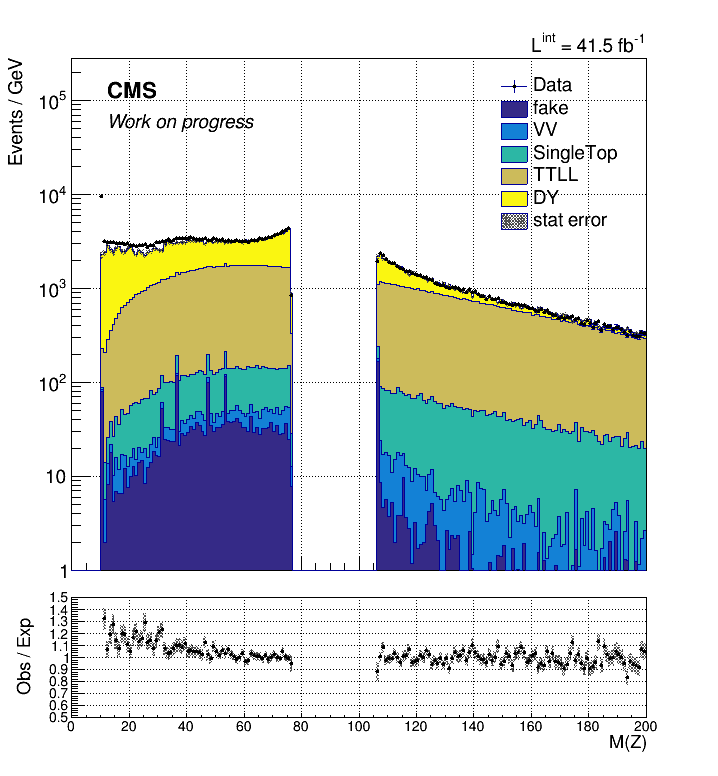 L^int = 41.5 fb^-1
Events / GeV
CMS
Work on progress
Data
fake
VV
SingleTop
TTLL
DY
stat error
10^5
10^4
10^3
10^2
10
1
Obs / Exp
1.5
1.4
1.3
1.2
1.1
1
0.9
0.8
0.7
0.6
0.5
0 20 40 60 80 100 120 140 160 180 200
M(Z)